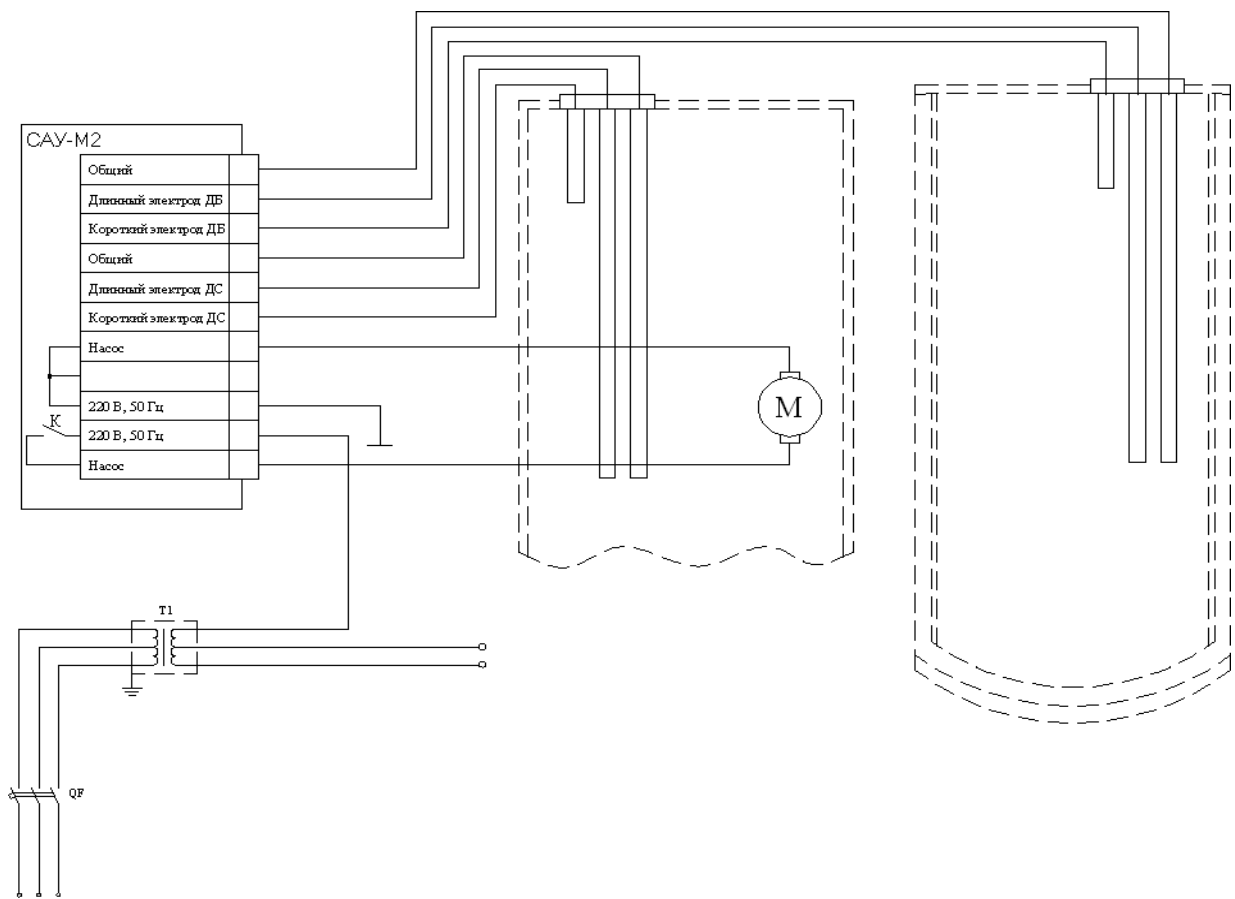 САУ-М2
Общий
Длинный электрод ДБ
Короткий электрод ДБ
Общий
Длинный электрод ДС
Короткий электрод ДС
Насос
220 В, 50 Гц
К
220 В, 50 Гц
Насос
М
Т1
QF